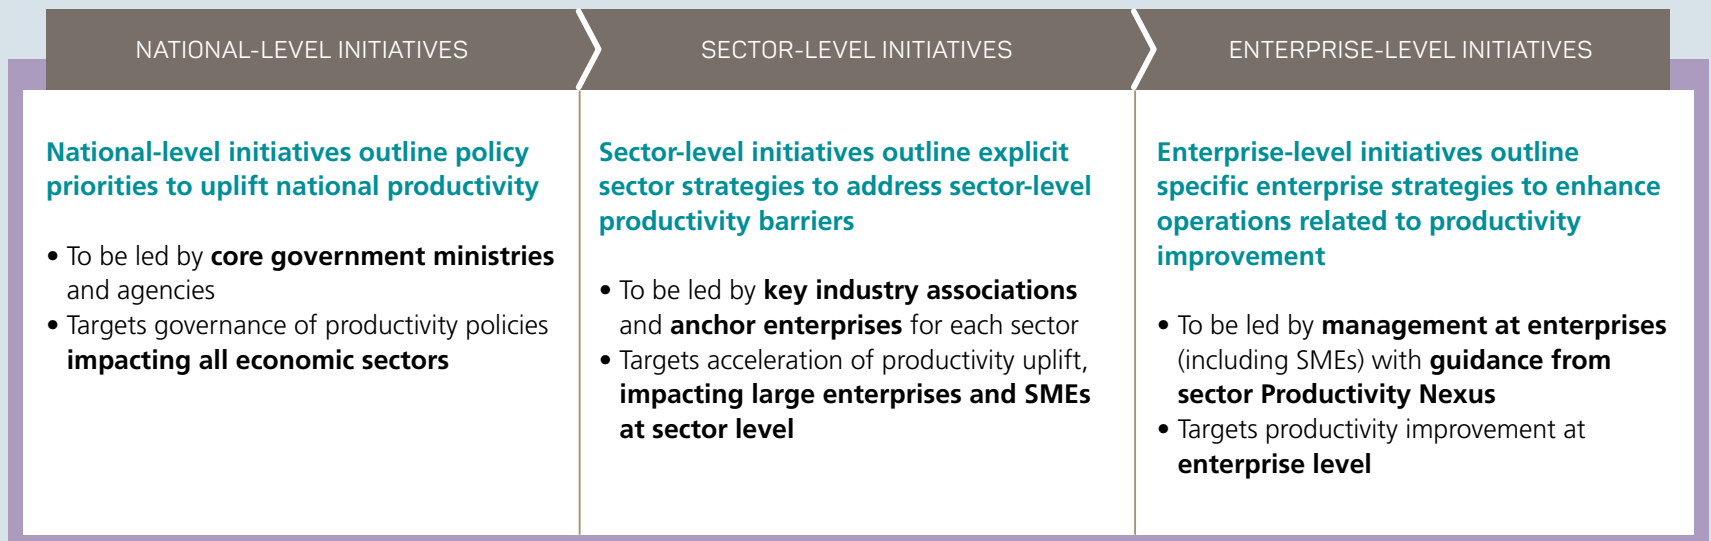 NATIONAL-LEVEL INITIATIVES
SECTOR-LEVEL INITIATIVES
ENTERPRISE-LEVEL INITIATIVES
National-level initiatives outline policy
priorities to uplift national productivity
• To be led by core government ministries
and agencies
• Targets governance of productivity policies
impacting all economic sectors
Sector-level initiatives outline explicit
sector strategies to address sector-level
productivity barriers
• To be led by key industry associations
and anchor enterprises for each sector
• Targets acceleration of productivity uplift,
impacting large enterprises and SMEs
at sector level
Enterprise-level initiatives outline
specific enterprise strategies to enhance
operations related to productivity
improvement
• To be led by management at enterprises
(including SMEs) with guidance from
sector Productivity Nexus
• Targets productivity improvement at
enterprise level